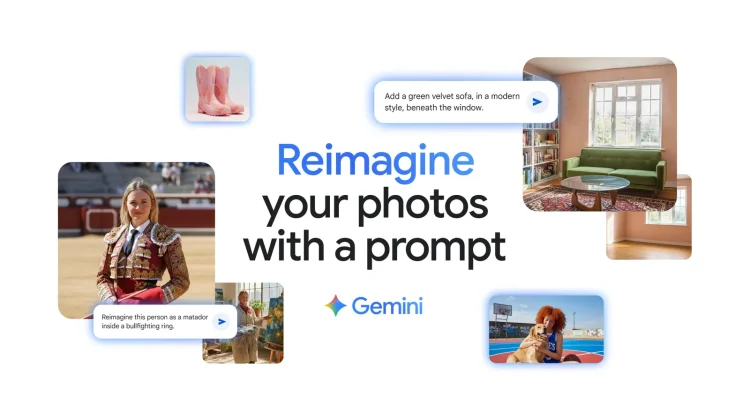 Add a green velvet sofa, in a modern
style, beneath the window.
Reimagine
your photos
with a prompt
Gemini
Reimagine this person as a matador
inside a bullfighting ring.